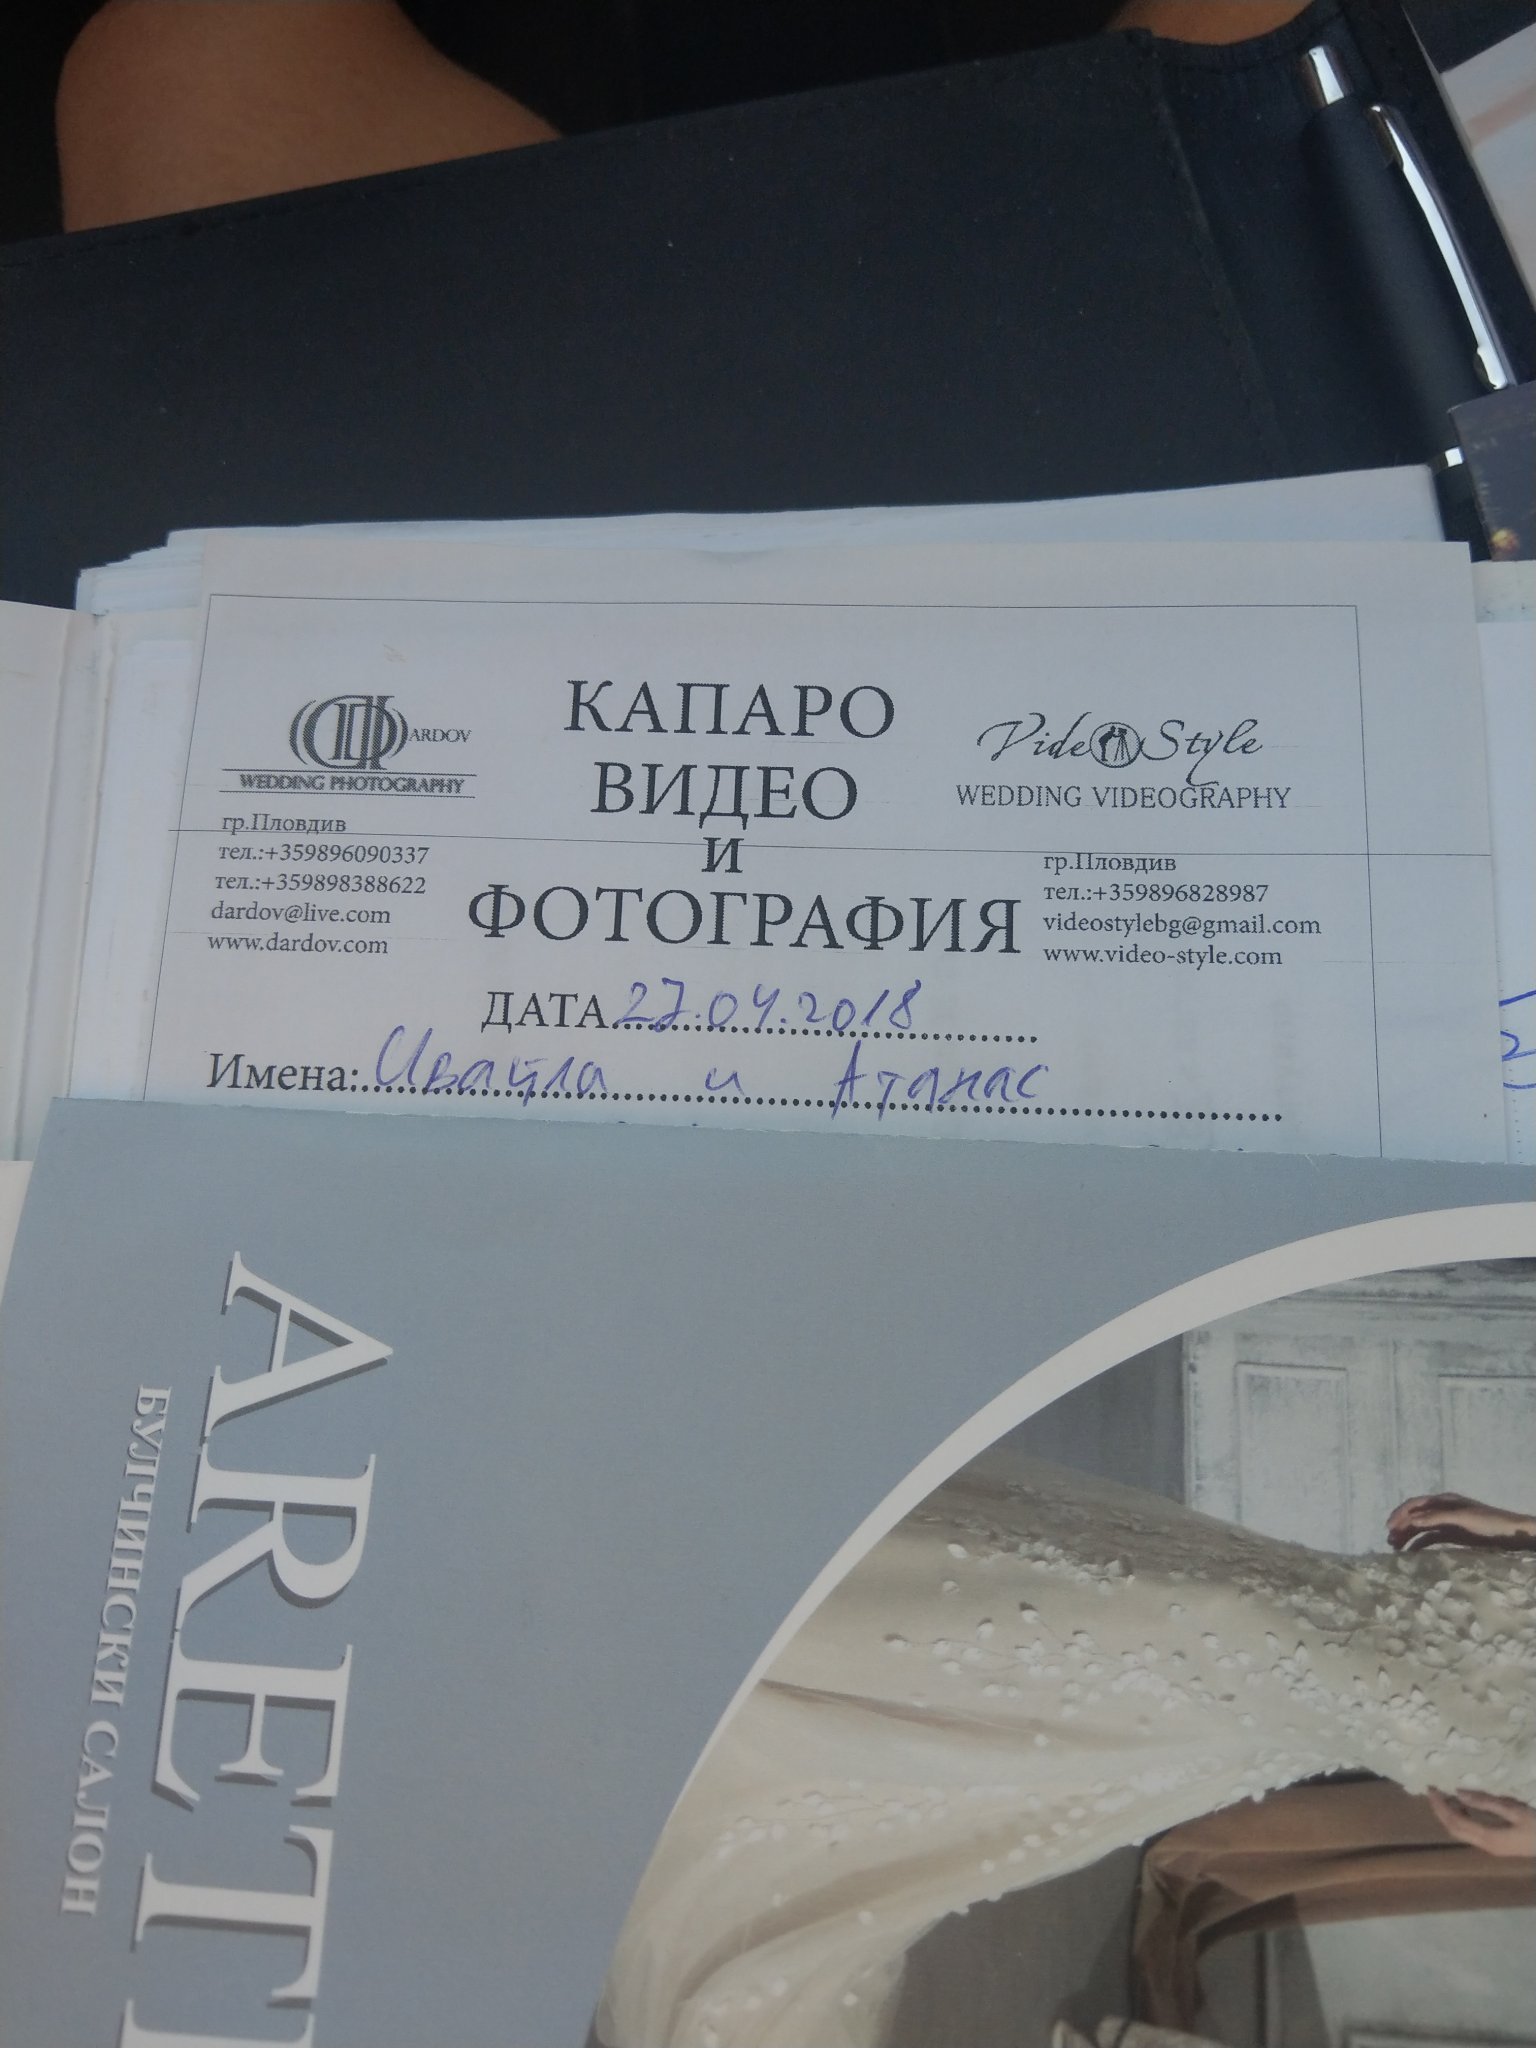 КАПАРО
ВИДЕО
И
ФОТОГРАФИЯ
DARDOV
WEDDING PHOTOGRAPHY
гр.Пловдив
тел.:+359896090337
тел.:+359898388622
dardov@live.com
www.dardov.com
Video Style
WEDDING VIDEOGRAPHY
гр.Пловдив
тел.:+359896828987
videostylebg@gmail.com
www.video-style.com
ДАТА 27.04.2018
Имена: Ивайла и Атанас
ARET
БУЛЧИНСКИ САЛОН